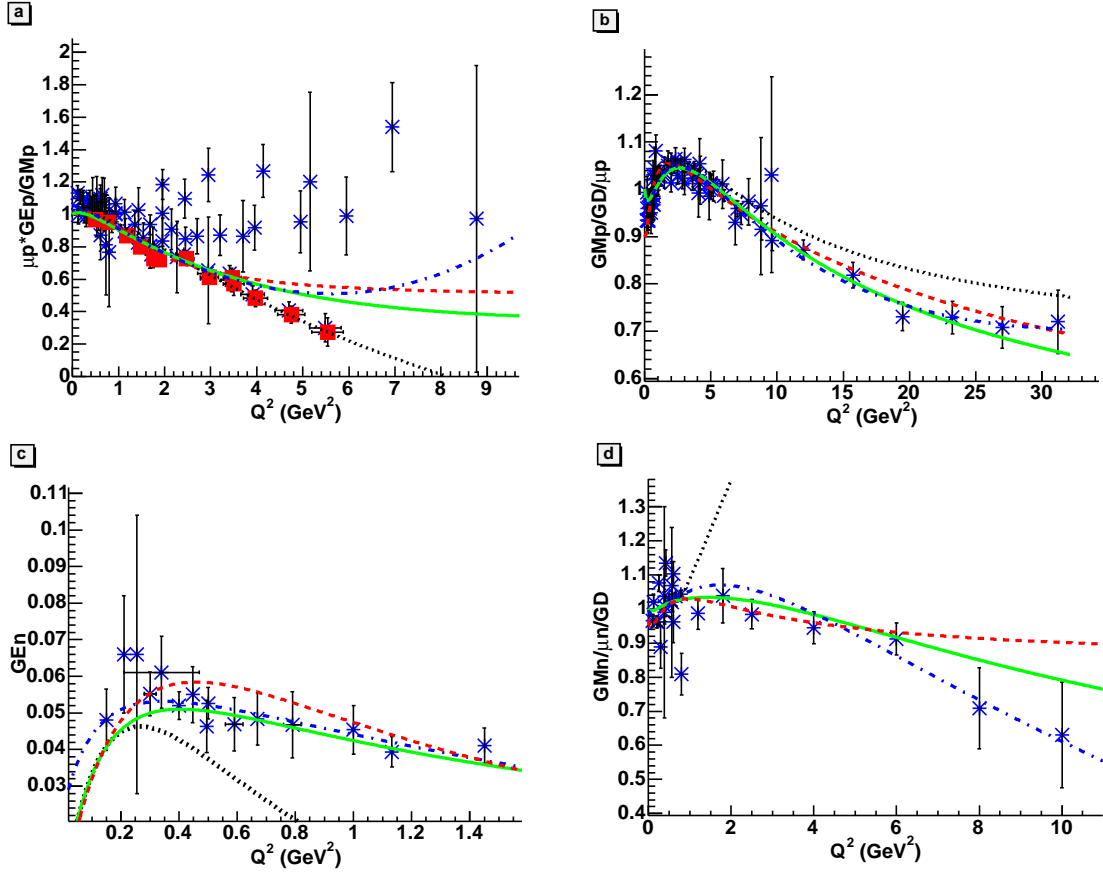 a
μp*GEp/GMp
2
1.8
1.6
1.4
1.2
1
0.8
0.6
0.4
0.2
0
0 1 2 3 4 5 6 7 8 9
Q² (GeV²)
b
GMp/GD/μp
1.2
1.1
1
0.9
0.8
0.7
0.6
0 5 10 15 20 25 30
Q² (GeV²)
c
GEn
0.11
0.1
0.09
0.08
0.07
0.06
0.05
0.04
0.03
0.2 0.4 0.6 0.8 1 1.2 1.4
Q² (GeV²)
d
GMn/μn/GD
1.3
1.2
1.1
1
0.9
0.8
0.7
0.6
0.5
0.4
0 2 4 6 8 10
Q² (GeV²)